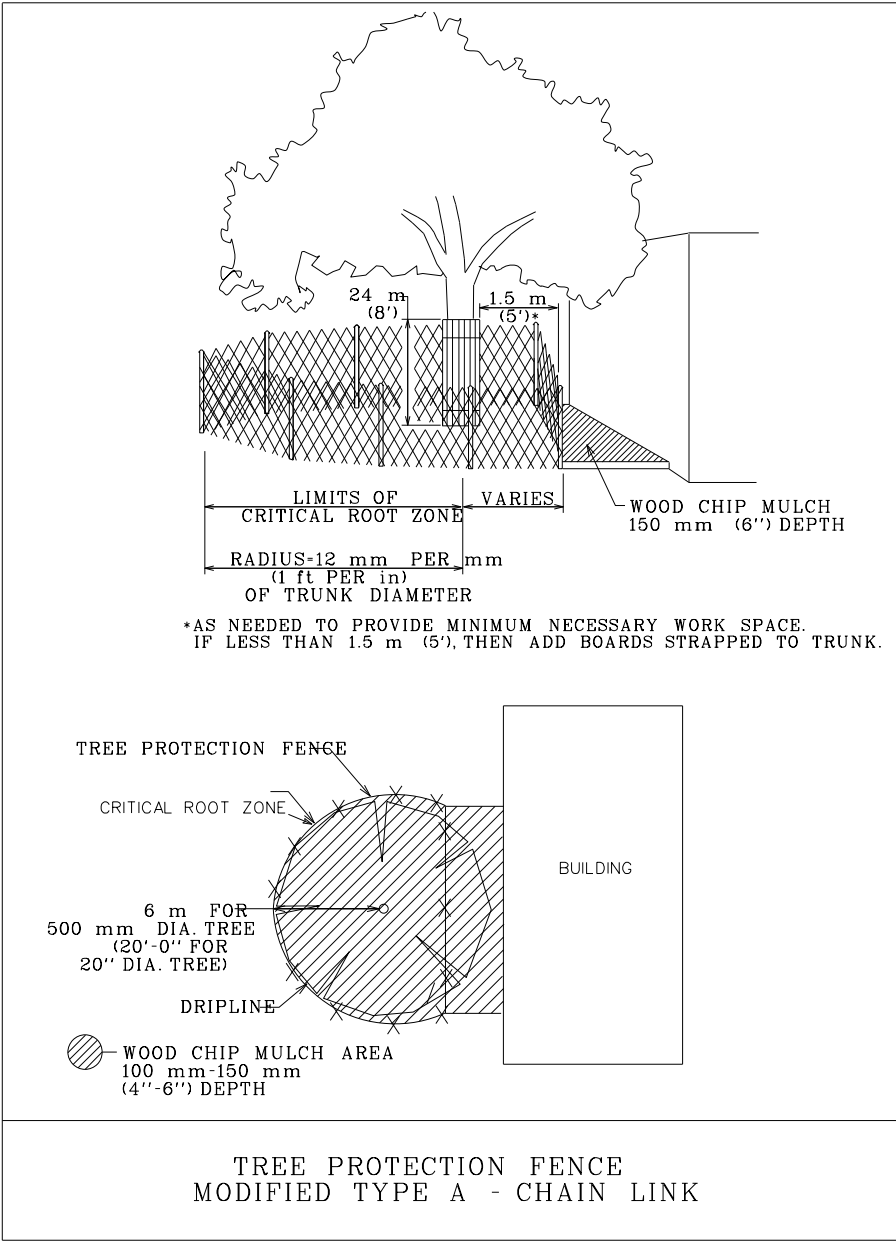 24 m
(8')
1.5 m
(5')*
LIMITS OF
CRITICAL ROOT ZONE
VARIES
WOOD CHIP MULCH
150 mm (6'') DEPTH
RADIUS=12 mm PER mm
(1 ft PER in)
OF TRUNK DIAMETER
*AS NEEDED TO PROVIDE MINIMUM NECESSARY WORK SPACE.
IF LESS THAN 1.5 m (5'), THEN ADD BOARDS STRAPPED TO TRUNK.
TREE PROTECTION FENCE
CRITICAL ROOT ZONE
BUILDING
6 m FOR
500 mm DIA. TREE
(20'-0'' FOR
20'' DIA. TREE)
DRIPLINE
WOOD CHIP MULCH AREA
100 mm-150 mm
(4''-6'') DEPTH
TREE PROTECTION FENCE
MODIFIED TYPE A - CHAIN LINK